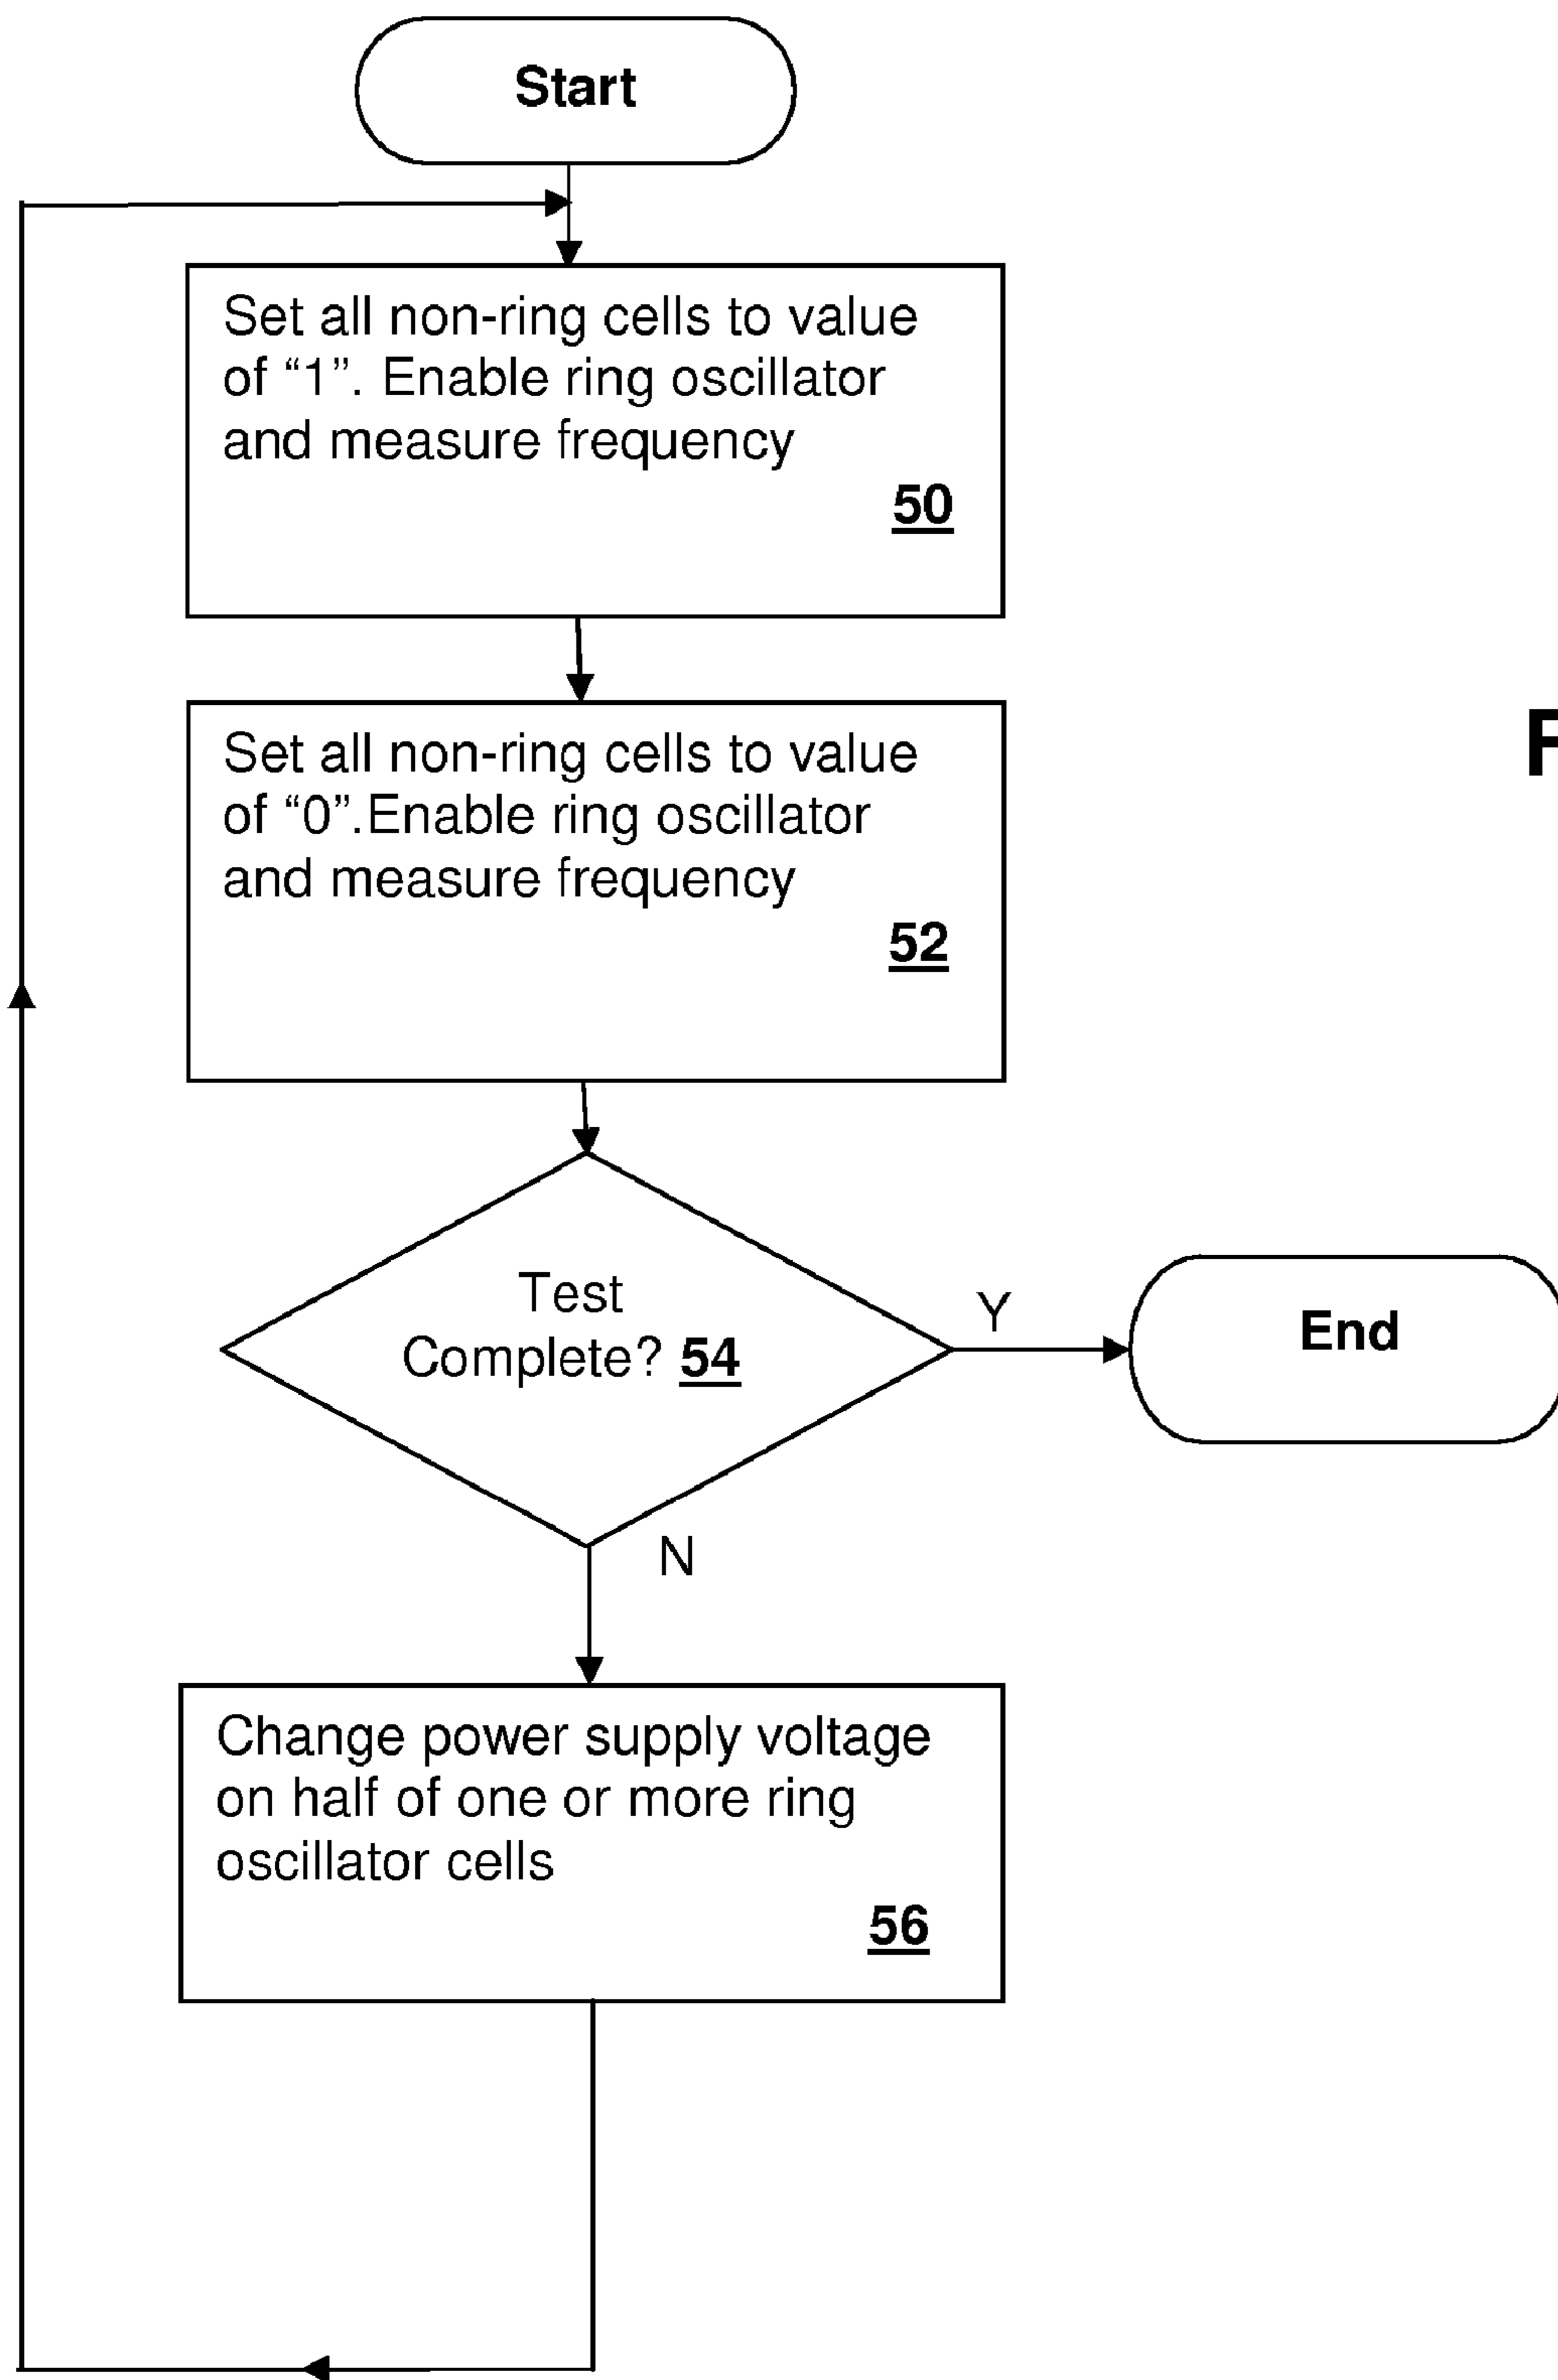 Start
Set all non-ring cells to value
of “1”. Enable ring oscillator
and measure frequency
50
Set all non-ring cells to value
of “0”.Enable ring oscillator
and measure frequency
52
Test
Complete? 54
Y
End
N
Change power supply voltage
on half of one or more ring
oscillator cells
56